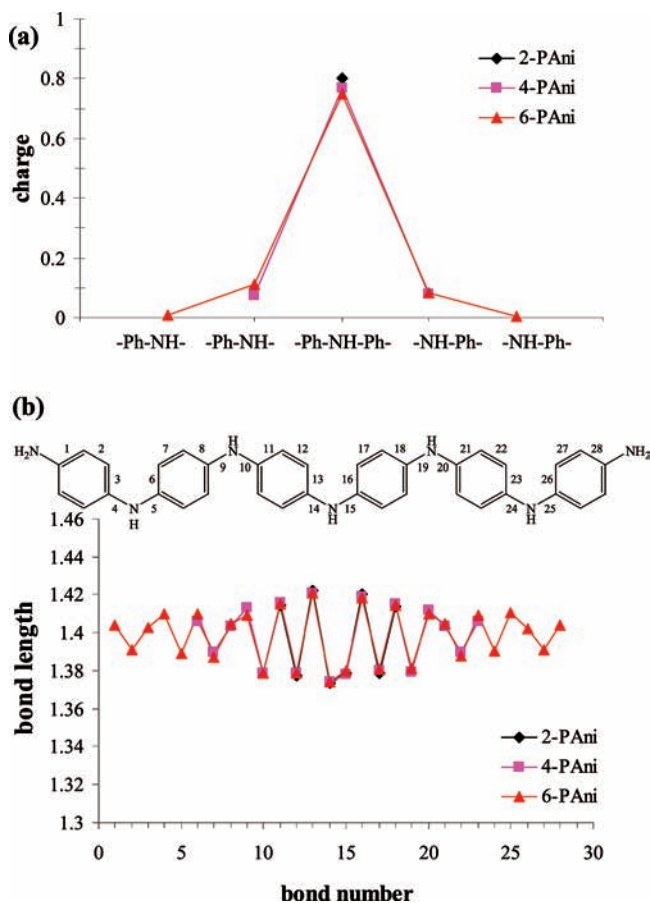 (a)
charge
1
0.8
0.6
0.4
0.2
0
2-PAni
4-PAni
6-PAni
-Ph-NH- -Ph-NH- -Ph-NH-Ph- -NH-Ph- -NH-Ph-
(b)
H₂N 1 2 3 4 N H 5 6 7 8 9 H N 10 11 12 13 14 N H 15 16 17 18 19 H N 20 21 22 23 24 N H 25 26 27 28 NH₂
bond length
1.46
1.44
1.42
1.4
1.38
1.36
1.34
1.32
1.3
2-PAni
4-PAni
6-PAni
0 5 10 15 20 25 30
bond number